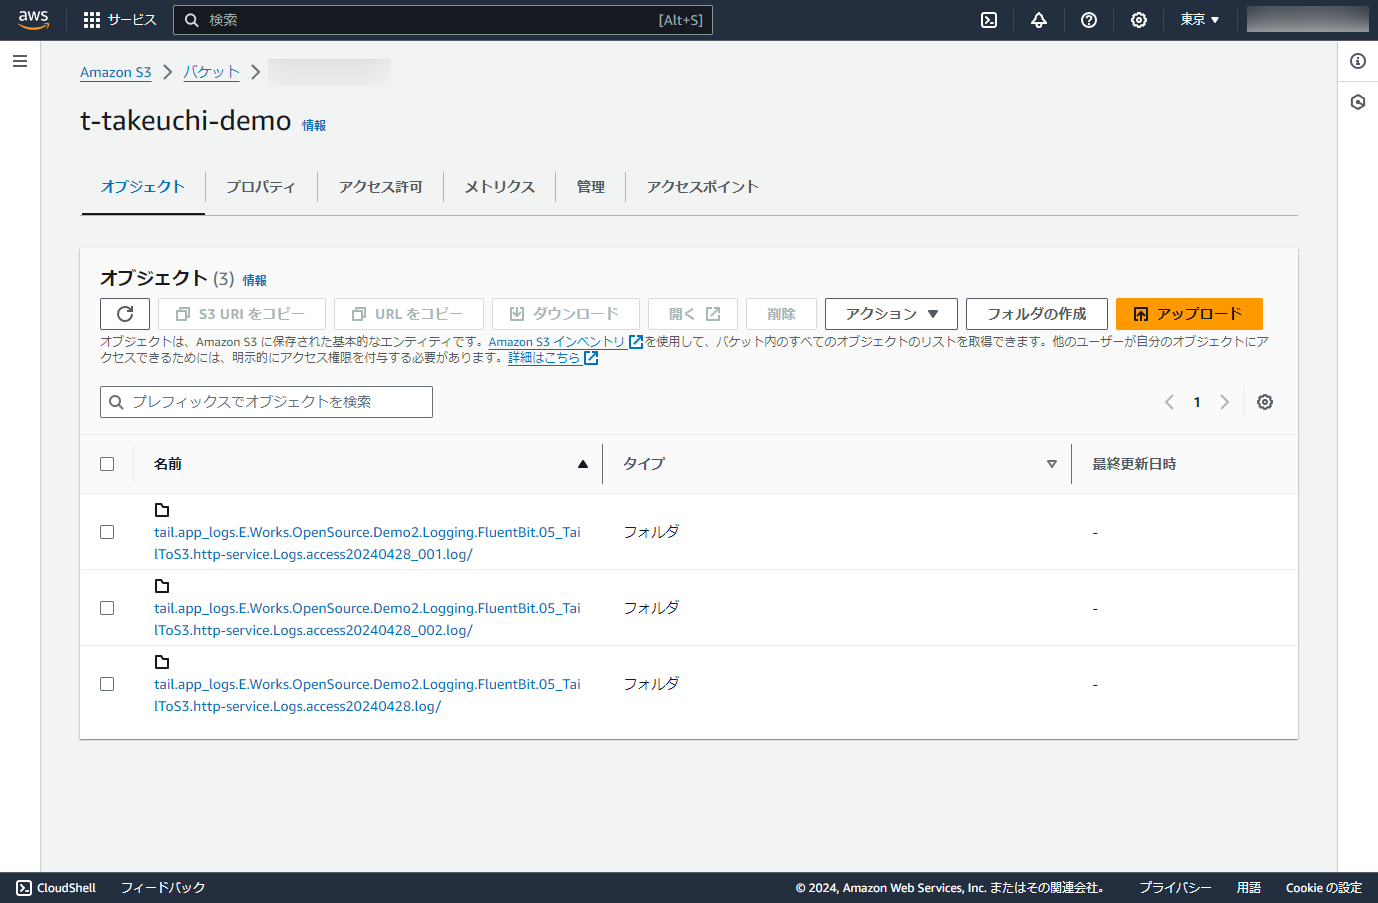 aws サービス 検索 [Alt+S] 東京 ▼
Amazon S3 > バケット >
t-takeuchi-demo 情報
オブジェクト プロパティ アクセス許可 メトリクス 管理 アクセスポイント
オブジェクト (3) 情報
S3 URI をコピー URL をコピー ダウンロード 開く 削除 アクション ▼ フォルダの作成 アップロード
オブジェクトは、Amazon S3 に保存された基本的なエンティティです。Amazon S3 インベントリ を使用して、バケット内のすべてのオブジェクトのリストを取得できます。他のユーザーが自分のオブジェクトにア
クセスできるためには、明示的にアクセス権限を付与する必要があります。詳細はこちら
プレフィックスでオブジェクトを検索 < 1 >
名前 ▲ タイプ ▽ 最終更新日時
tail.app_logs.E.Works.OpenSource.Demo2.Logging.FluentBit.05_Tai
lToS3.http-service.Logs.access20240428_001.log/
フォルダ -
tail.app_logs.E.Works.OpenSource.Demo2.Logging.FluentBit.05_Tai
lToS3.http-service.Logs.access20240428_002.log/
フォルダ -
tail.app_logs.E.Works.OpenSource.Demo2.Logging.FluentBit.05_Tai
lToS3.http-service.Logs.access20240428.log/
フォルダ -
CloudShell フィードバック © 2024, Amazon Web Services, Inc. またはその関連会社。 プライバシー 用語 Cookie の設定